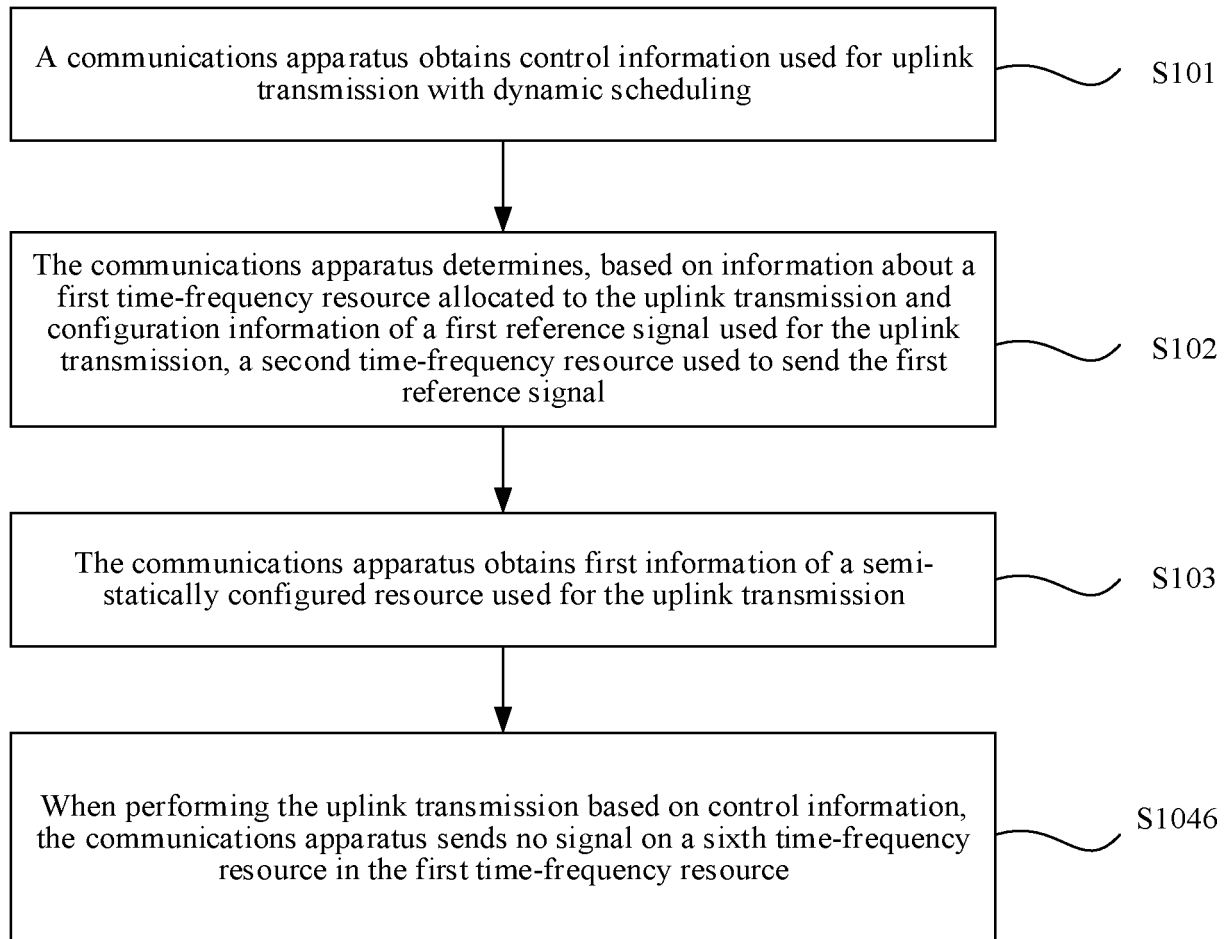 A communications apparatus obtains control information used for uplink
transmission with dynamic scheduling
S101
The communications apparatus determines, based on information about a
first time-frequency resource allocated to the uplink transmission and
configuration information of a first reference signal used for the uplink
transmission, a second time-frequency resource used to send the first
reference signal
S102
The communications apparatus obtains first information of a semi-
statically configured resource used for the uplink transmission
S103
When performing the uplink transmission based on control information,
the communications apparatus sends no signal on a sixth time-frequency
resource in the first time-frequency resource
S1046